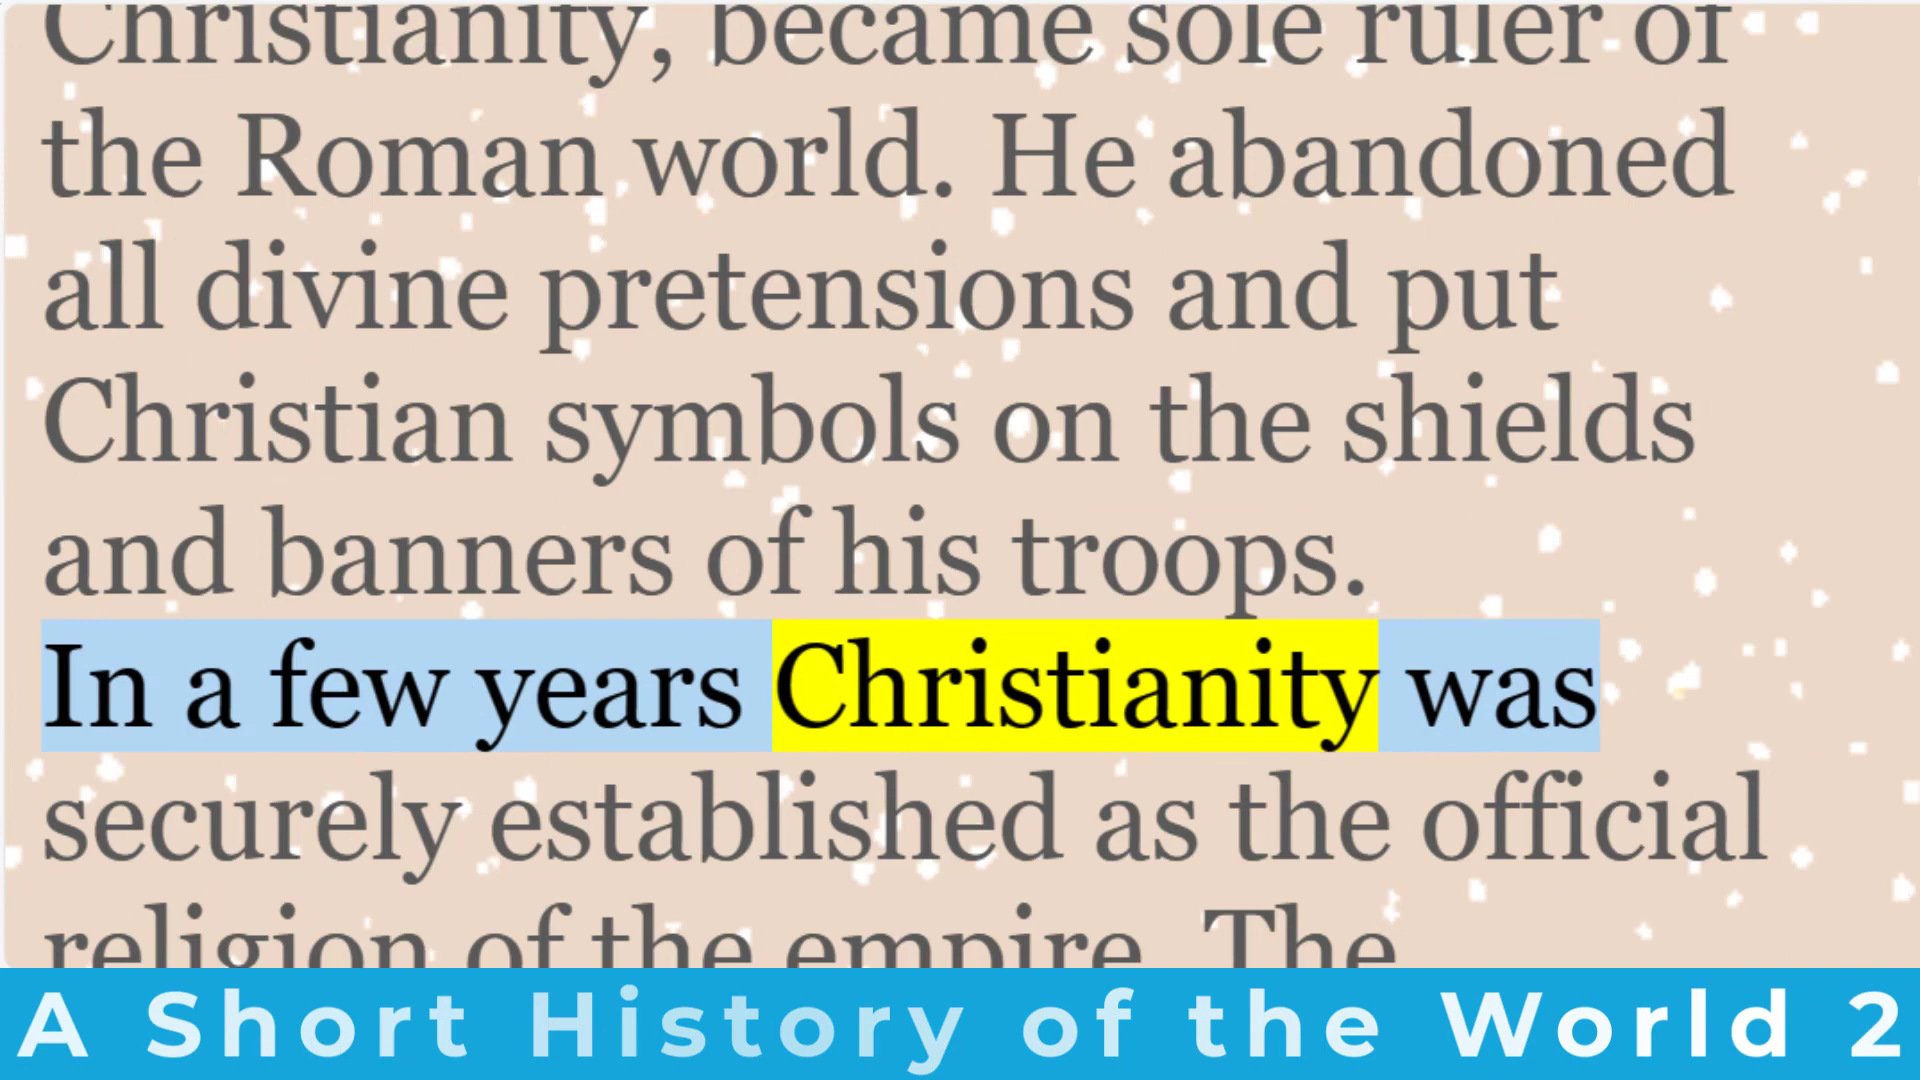 Christianity, became sole ruler of
the Roman world. He abandoned
all divine pretensions and put
Christian symbols on the shields
and banners of his troops.
In a few years Christianity was
securely established as the official
religion of the empire. The
A Short History of the World 2